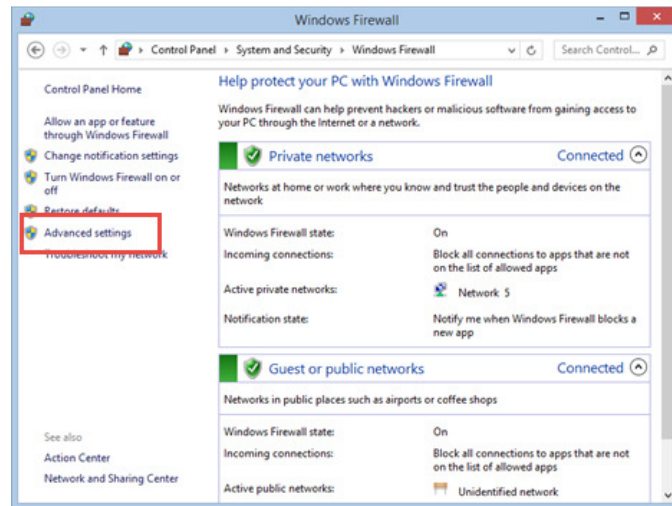 Windows Firewall
Control Panel › System and Security › Windows Firewall
Search Control...
Control Panel Home
Allow an app or feature
through Windows Firewall
Change notification settings
Turn Windows Firewall on or
off
Restore defaults
Advanced settings
Troubleshoot my network
See also
Action Center
Network and Sharing Center
Help protect your PC with Windows Firewall
Windows Firewall can help prevent hackers or malicious software from gaining access to
your PC through the Internet or a network.
Private networks Connected
Networks at home or work where you know and trust the people and devices on the
network
Windows Firewall state: On
Incoming connections: Block all connections to apps that are not
on the list of allowed apps
Active private networks: Network 5
Notification state: Notify me when Windows Firewall blocks a
new app
Guest or public networks Connected
Networks in public places such as airports or coffee shops
Windows Firewall state: On
Incoming connections: Block all connections to apps that are not
on the list of allowed apps
Active public networks: Unidentified network